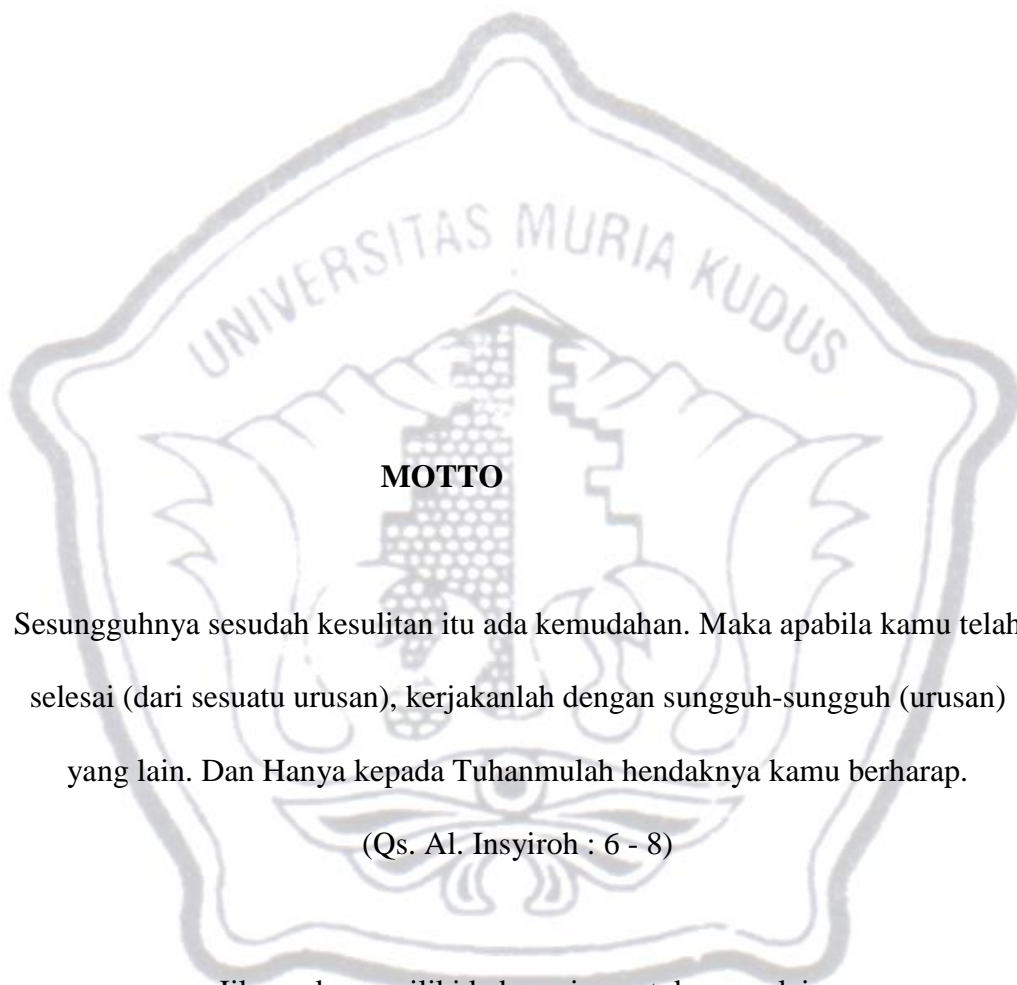 UNIVERSITAS MURIA KUDUS
MOTTO
Sesungguhnya sesudah kesulitan itu ada kemudahan. Maka apabila kamu telah
selesai (dari sesuatu urusan), kerjakanlah dengan sungguh-sungguh (urusan)
yang lain. Dan Hanya kepada Tuhanmulah hendaknya kamu berharap.
(Qs. Al. Insyiroh : 6 - 8)